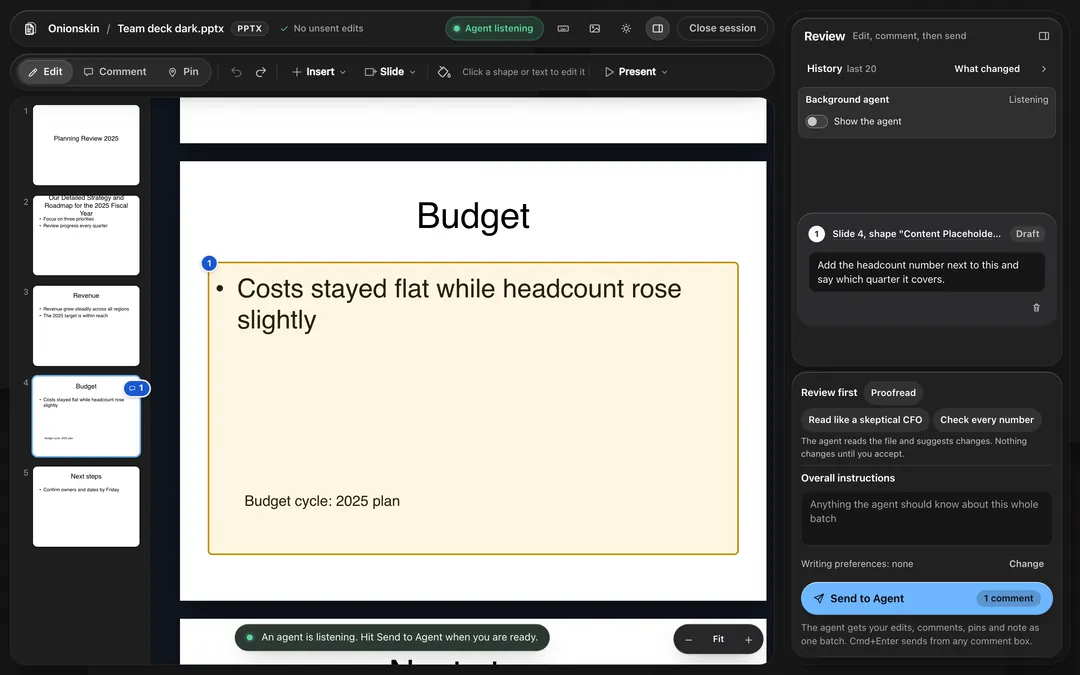 Onionskin / Team deck dark.pptx PPTX No unsent edits
Agent listening
Close session
Edit Comment Pin
Insert Slide
Click a shape or text to edit it
Present
1
Planning Review 2025
2
Our Detailed Strategy and
Roadmap for the 2025 Fiscal
Year
• Focus on three priorities
• Review progress every quarter
3
Revenue
• Revenue grew steadily across all regions
• The 2025 target is within reach
4
1
Budget
• Costs stayed flat while headcount rose
slightly
Budget cycle: 2025 plan
5
Next steps
• Confirm owners and dates by Friday
Budget
1
• Costs stayed flat while headcount rose
slightly
Budget cycle: 2025 plan
An agent is listening. Hit Send to Agent when you are ready.
− Fit +
Review Edit, comment, then send
History last 20 What changed
Background agent Listening
Show the agent
1 Slide 4, shape "Content Placeholde... Draft
Add the headcount number next to this and
say which quarter it covers.
Review first Proofread
Read like a skeptical CFO Check every number
The agent reads the file and suggests changes. Nothing
changes until you accept.
Overall instructions
Anything the agent should know about this whole
batch
Writing preferences: none Change
Send to Agent 1 comment
The agent gets your edits, comments, pins and note as
one batch. Cmd+Enter sends from any comment box.